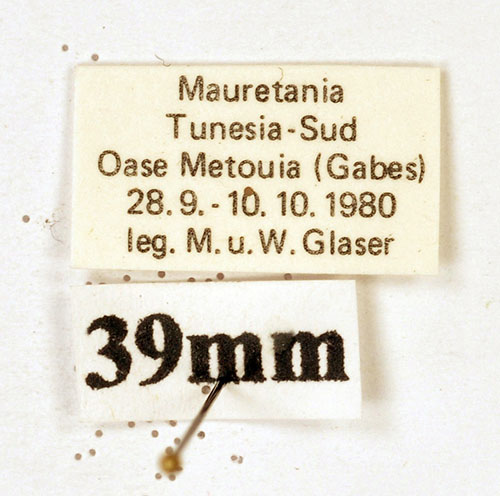 Mauretania
Tunesia-Sud
Oase Metouia (Gabes)
28.9.-10.10.1980
leg. M.u.W.Glaser
39mm